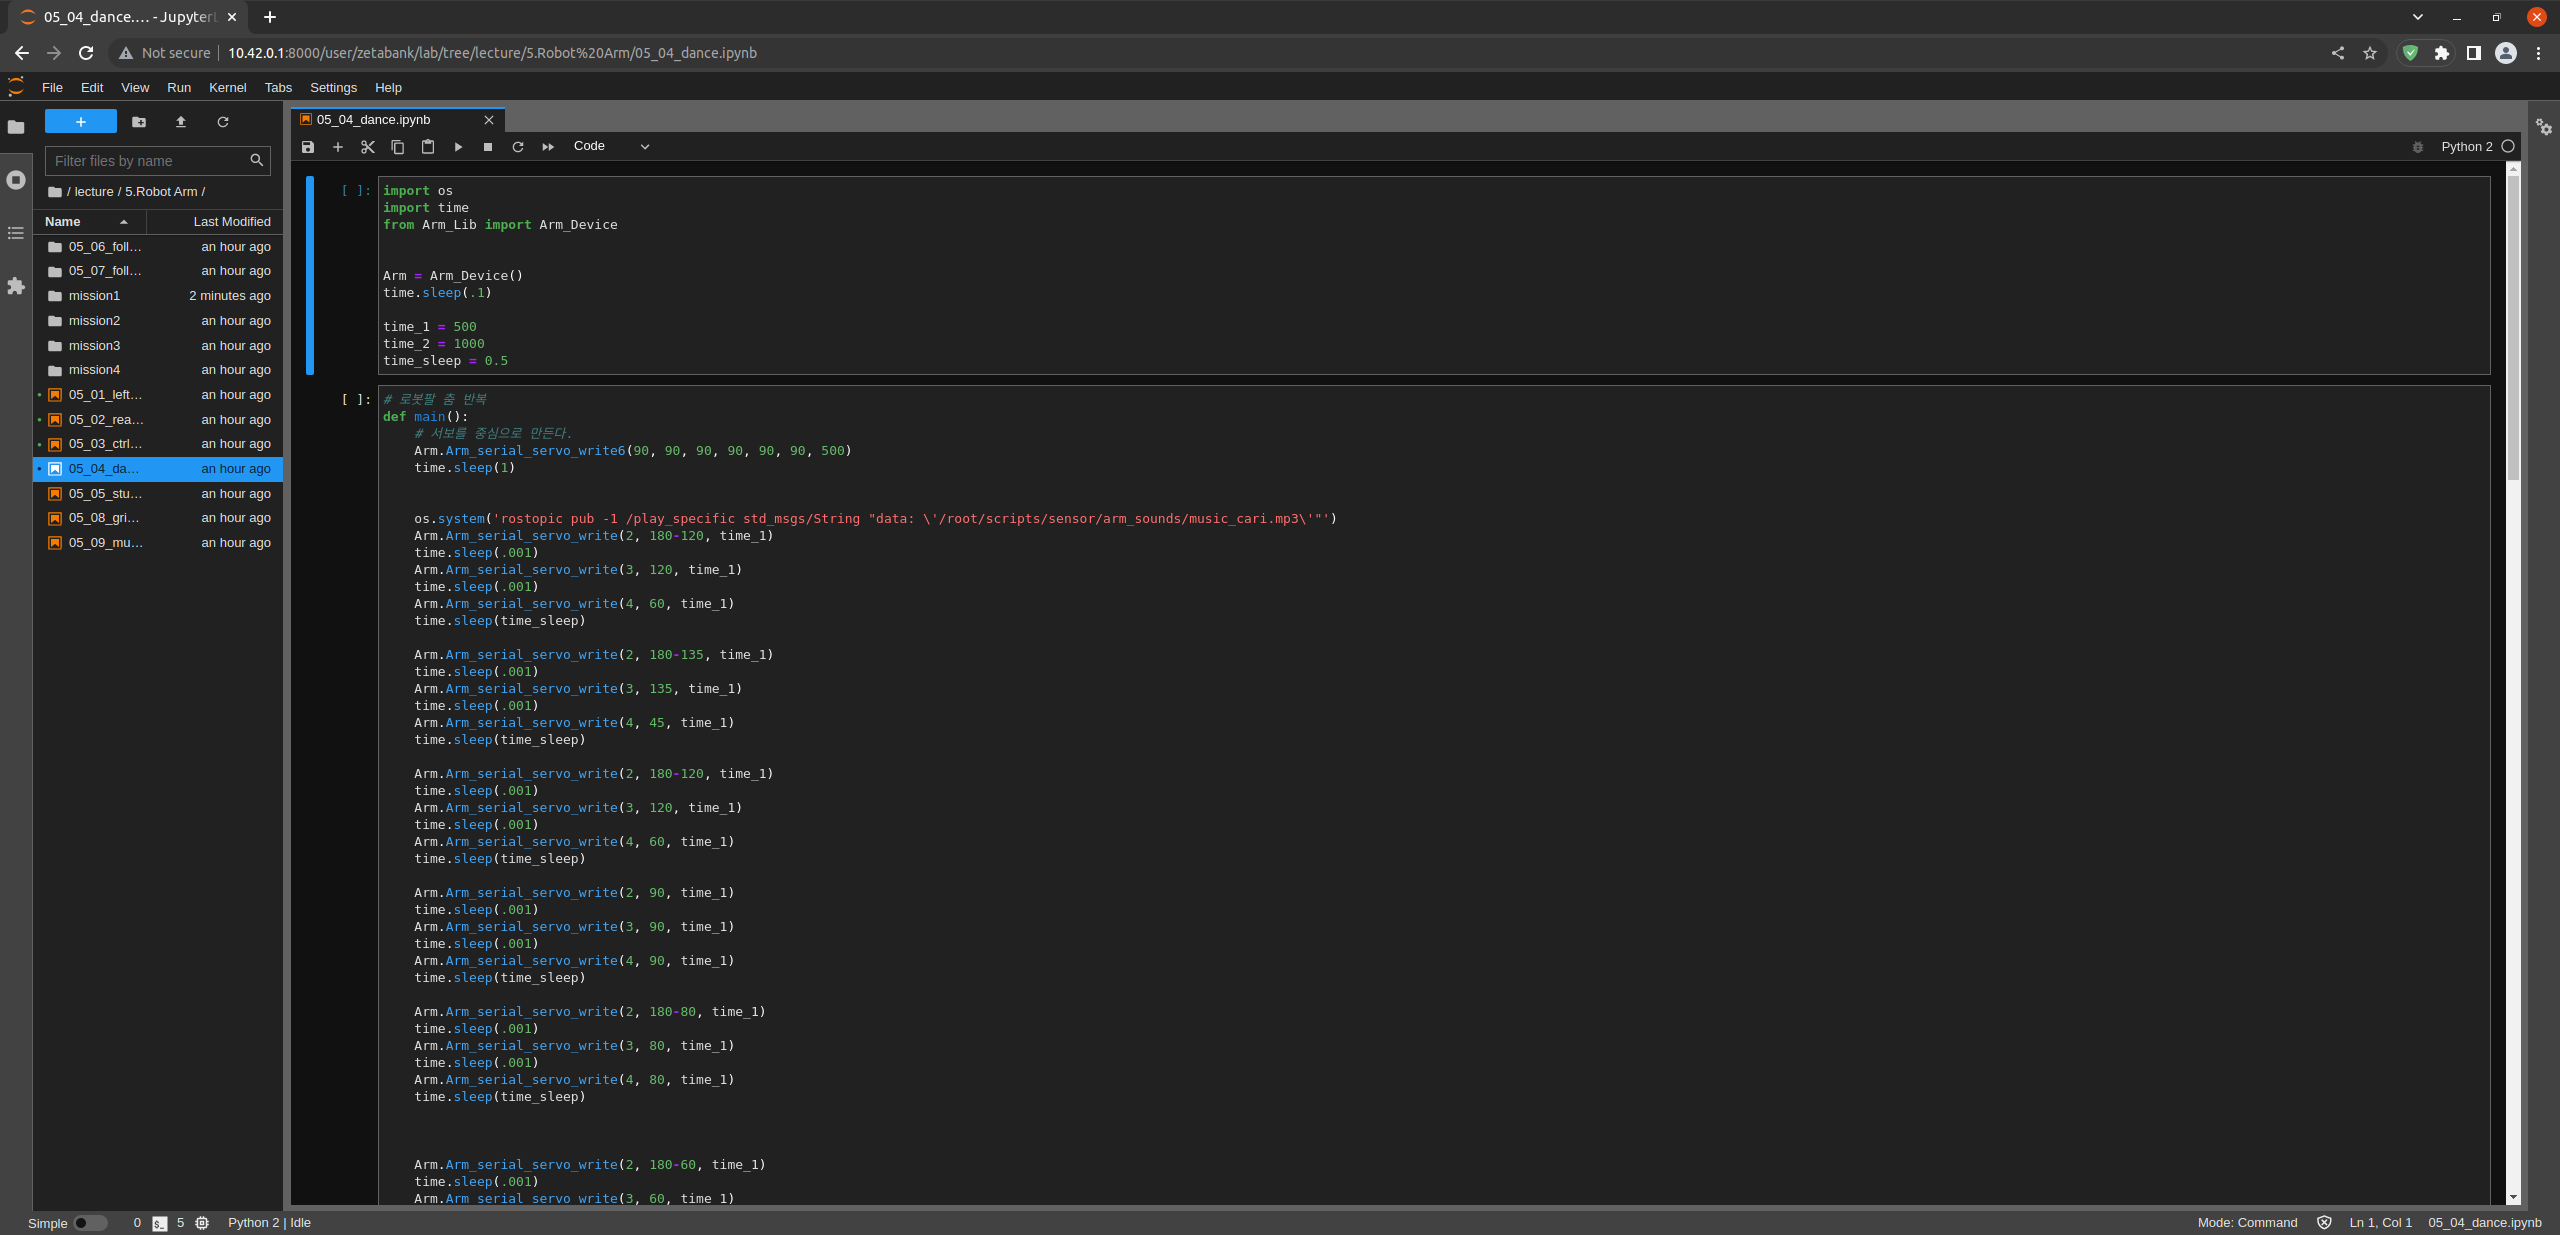 05_04_dance.... - JupyterL
Not secure 10.42.0.1:8000/user/zetabank/lab/tree/lecture/5.Robot%20Arm/05_04_dance.ipynb
File Edit View Run Kernel Tabs Settings Help
05_04_dance.ipynb
Filter files by name
/ lecture / 5.Robot Arm /
Name Last Modified
05_06_foll... an hour ago
05_07_foll... an hour ago
mission1 2 minutes ago
mission2 an hour ago
mission3 an hour ago
mission4 an hour ago
05_01_left... an hour ago
05_02_rea... an hour ago
05_03_ctrl... an hour ago
05_04_da... an hour ago
05_05_stu... an hour ago
05_08_gri... an hour ago
05_09_mu... an hour ago
Code
Python 2
[ ]: import os
import time
from Arm_Lib import Arm_Device
Arm = Arm_Device()
time.sleep(.1)
time_1 = 500
time_2 = 1000
time_sleep = 0.5
[ ]: # 로봇팔 춤 반복
def main():
# 서보를 중심으로 만든다.
Arm.Arm_serial_servo_write6(90, 90, 90, 90, 90, 90, 500)
time.sleep(1)
os.system('rostopic pub -1 /play_specific std_msgs/String "data: \'/root/scripts/sensor/arm_sounds/music_cari.mp3\'"')
Arm.Arm_serial_servo_write(2, 180-120, time_1)
time.sleep(.001)
Arm.Arm_serial_servo_write(3, 120, time_1)
time.sleep(.001)
Arm.Arm_serial_servo_write(4, 60, time_1)
time.sleep(time_sleep)
Arm.Arm_serial_servo_write(2, 180-135, time_1)
time.sleep(.001)
Arm.Arm_serial_servo_write(3, 135, time_1)
time.sleep(.001)
Arm.Arm_serial_servo_write(4, 45, time_1)
time.sleep(time_sleep)
Arm.Arm_serial_servo_write(2, 180-120, time_1)
time.sleep(.001)
Arm.Arm_serial_servo_write(3, 120, time_1)
time.sleep(.001)
Arm.Arm_serial_servo_write(4, 60, time_1)
time.sleep(time_sleep)
Arm.Arm_serial_servo_write(2, 90, time_1)
time.sleep(.001)
Arm.Arm_serial_servo_write(3, 90, time_1)
time.sleep(.001)
Arm.Arm_serial_servo_write(4, 90, time_1)
time.sleep(time_sleep)
Arm.Arm_serial_servo_write(2, 180-80, time_1)
time.sleep(.001)
Arm.Arm_serial_servo_write(3, 80, time_1)
time.sleep(.001)
Arm.Arm_serial_servo_write(4, 80, time_1)
time.sleep(time_sleep)
Arm.Arm_serial_servo_write(2, 180-60, time_1)
time.sleep(.001)
Arm.Arm_serial_servo_write(3, 60, time_1)
Simple 0 5 Python 2 | Idle
Mode: Command Ln 1, Col 1 05_04_dance.ipynb